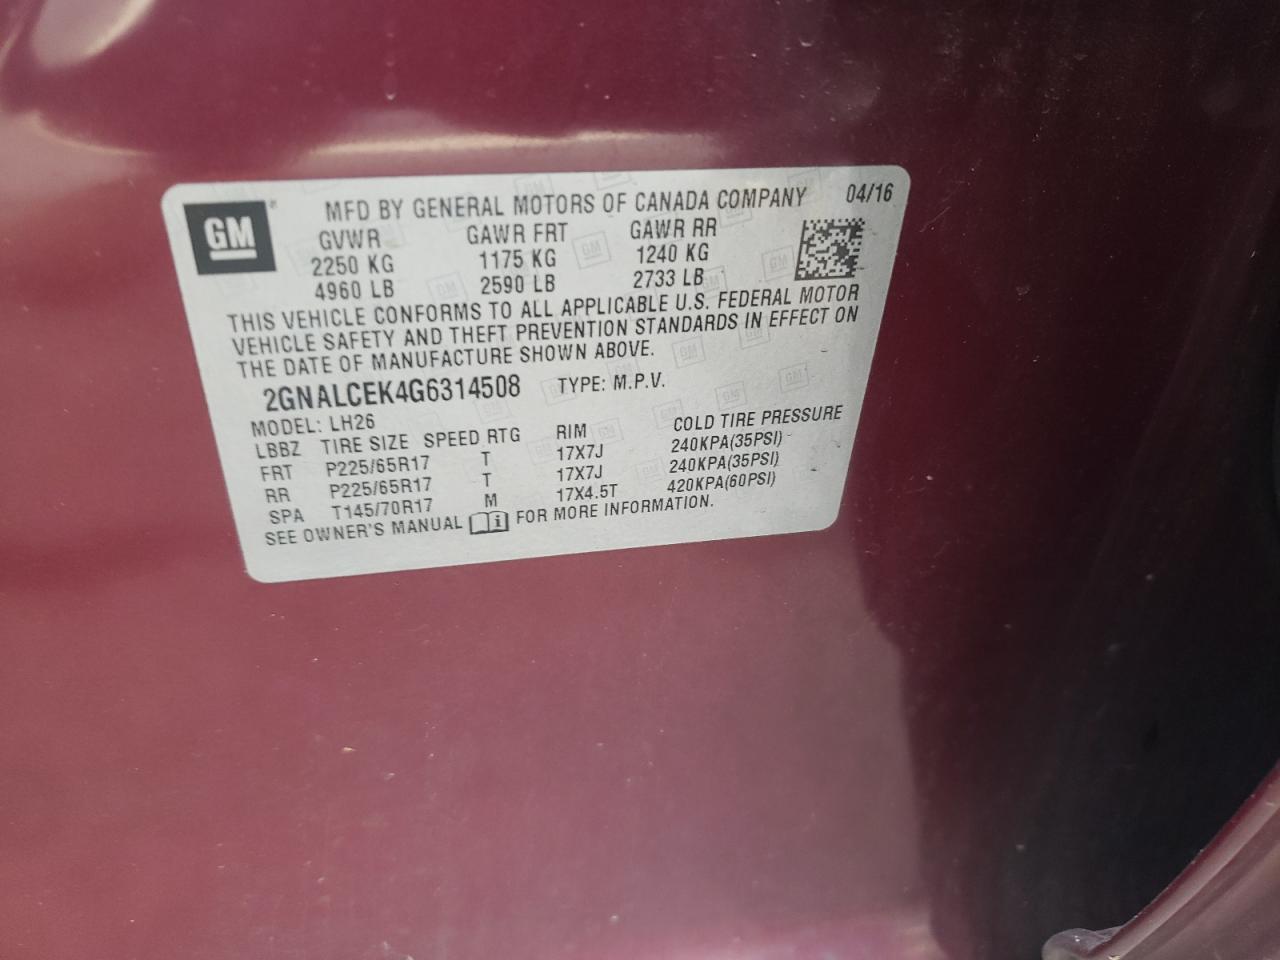 GM ® MFD BY GENERAL MOTORS OF CANADA COMPANY 04/16
GVWR GAWR FRT GAWR RR
2250 KG 1175 KG 1240 KG
4960 LB 2590 LB 2733 LB
THIS VEHICLE CONFORMS TO ALL APPLICABLE U.S. FEDERAL MOTOR
VEHICLE SAFETY AND THEFT PREVENTION STANDARDS IN EFFECT ON
THE DATE OF MANUFACTURE SHOWN ABOVE.
2GNALCEK4G6314508 TYPE: M.P.V.
MODEL: LH26
LBBZ TIRE SIZE SPEED RTG RIM COLD TIRE PRESSURE
FRT P225/65R17 T 17X7J 240KPA(35PSI)
RR P225/65R17 T 17X7J 240KPA(35PSI)
SPA T145/70R17 M 17X4.5T 420KPA(60PSI)
SEE OWNER'S MANUAL i FOR MORE INFORMATION.